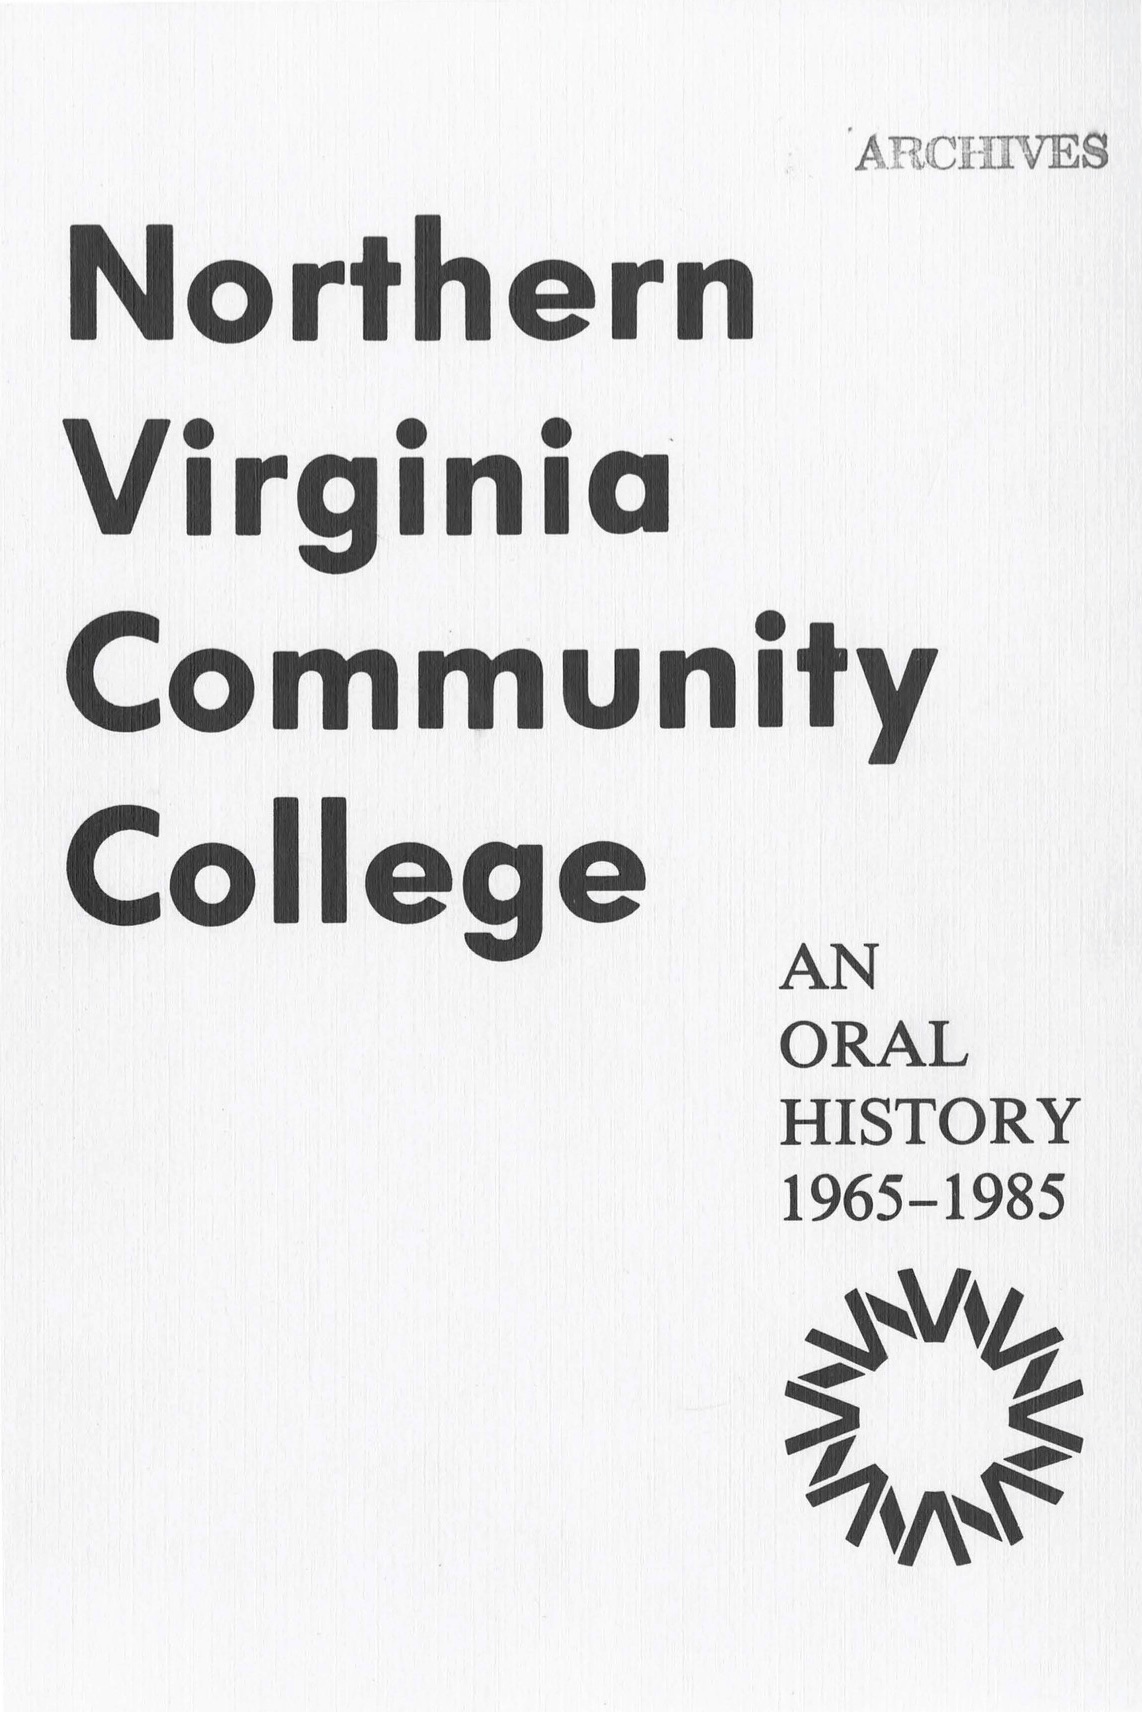 ARCHIVES
Northern
Virginia
Community
College
AN
ORAL
HISTORY
1965–1985